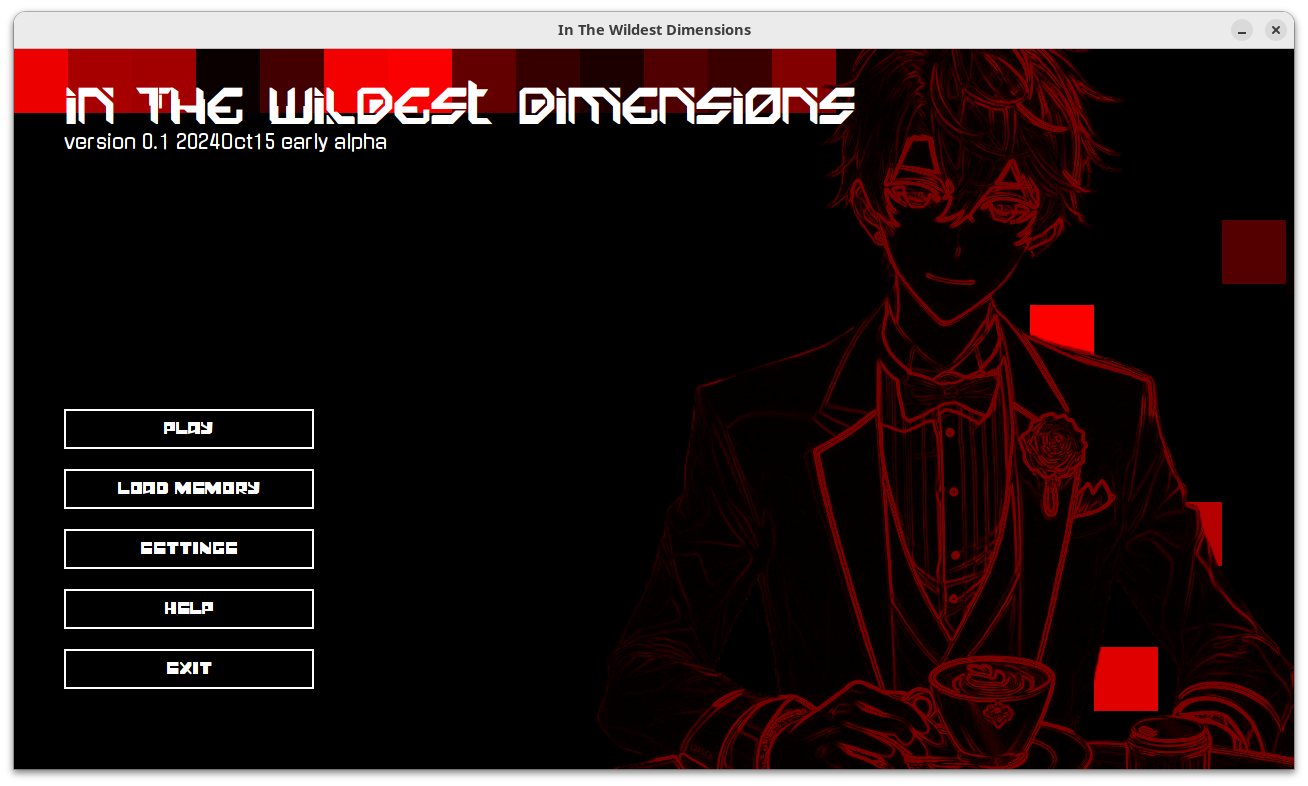 In The Wildest Dimensions
iN THE WiLDESt DiMENSiØNS
version 0.1 2024Oct15 early alpha
PLAY
LOAD MEMORY
SETTINGS
HELP
EXIT